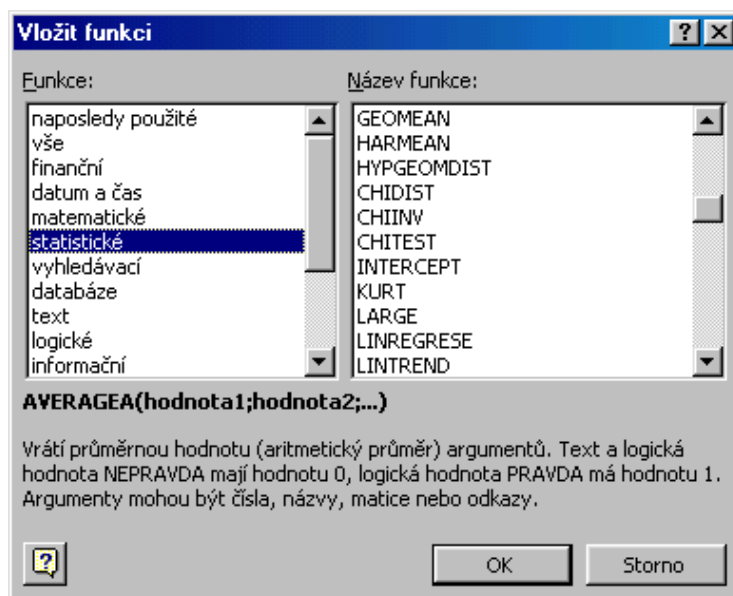 Vložit funkci
Funkce:
Název funkce:
naposledy použité
vše
finanční
datum a čas
matematické
statistické
vyhledávací
databáze
text
logické
informační
GEOMEAN
HARMEAN
HYPGEOMDIST
CHIDIST
CHIINV
CHITEST
INTERCEPT
KURT
LARGE
LINREGRESE
LINTREND
AVERAGEA(hodnota1;hodnota2;...)
Vrátí průměrnou hodnotu (aritmetický průměr) argumentů. Text a logická
hodnota NEPRAVDA mají hodnotu 0, logická hodnota PRAVDA má hodnotu 1.
Argumenty mohou být čísla, názvy, matice nebo odkazy.
OK
Storno